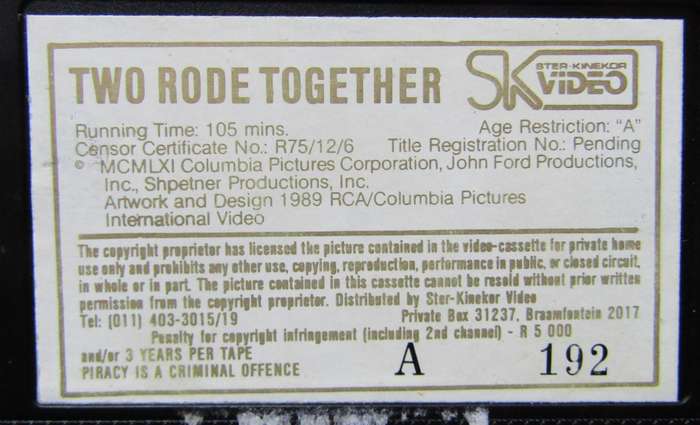 TWO RODE TOGETHER
SK STER-KINEKOR VIDEO
Running Time: 105 mins. Age Restriction: "A"
Censor Certificate No.: R75/12/6 Title Registration No.: Pending
© MCMLXI Columbia Pictures Corporation, John Ford Productions,
Inc., Shpetner Productions, Inc.
Artwork and Design 1989 RCA/Columbia Pictures
International Video
The copyright proprietor has licensed the picture contained in the video-cassette for private home
use only and prohibits any other use, copying, reproduction, performance in public, or closed circuit,
in whole or in part. The picture contained in this cassette cannot be resold without prior written
permission from the copyright proprietor. Distributed by Ster-Kinekor Video
Tel: (011) 403-3015/19 Private Box 31237, Braamfontein 2017
Penalty for copyright infringement (including 2nd channel) - R 5 000
and/or 3 YEARS PER TAPE
PIRACY IS A CRIMINAL OFFENCE A 192